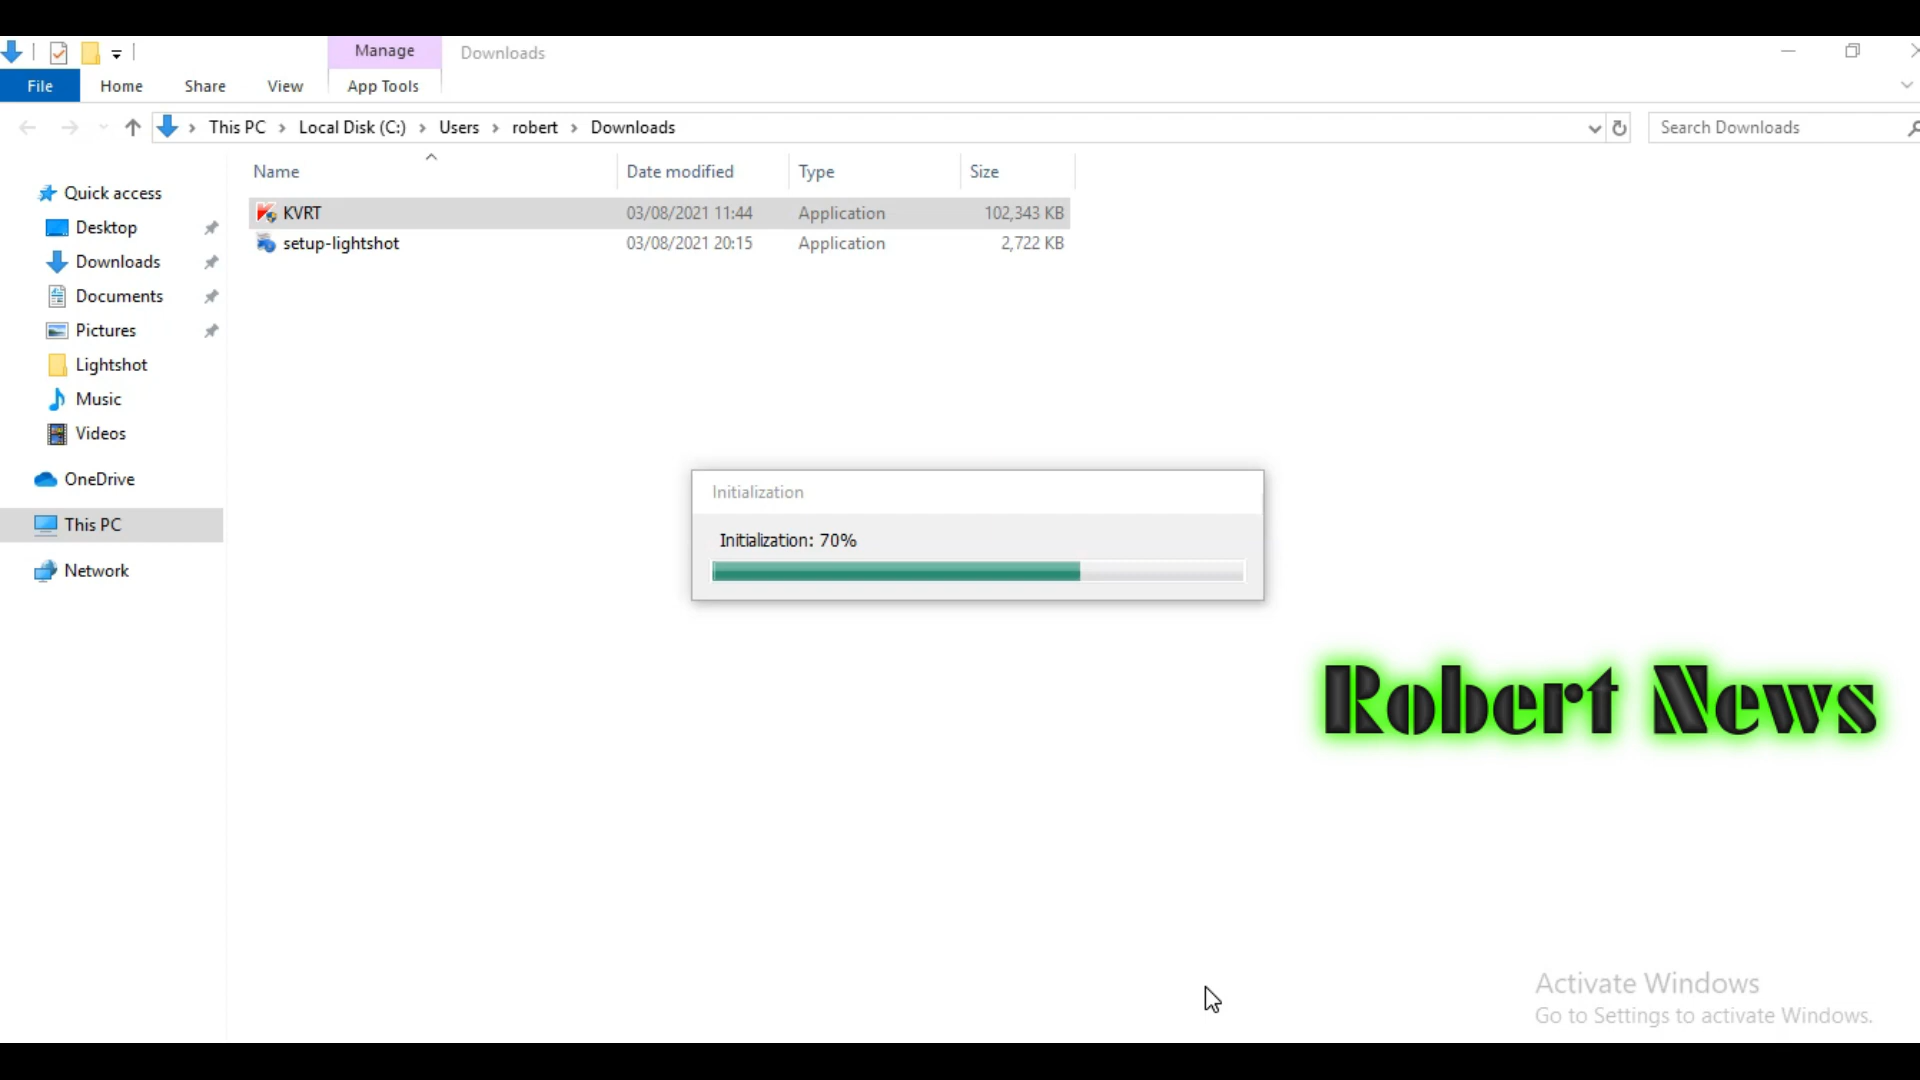 Manage Downloads
File Home Share View App Tools
This PC Local Disk (C:) Users robert Downloads Search Downloads
Name Date modified Type Size
KVRT 03/08/2021 11:44 Application 102,343 KB
setup-lightshot 03/08/2021 20:15 Application 2,722 KB
Quick access
Desktop
Downloads
Documents
Pictures
Lightshot
Music
Videos
OneDrive
This PC
Network
Initialization
Initialization: 70%
Robert News
Activate Windows
Go to Settings to activate Windows.